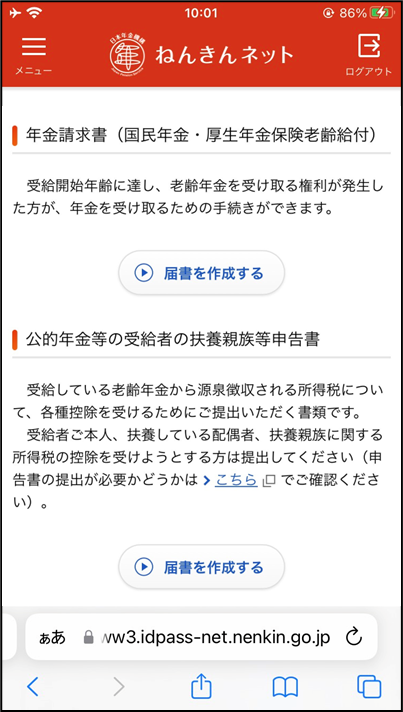 10:01
86%
メニュー
日本年金機構
年
ねんきんネット
ログアウト
年金請求書（国民年金・厚生年金保険老齢給付）
受給開始年齢に達し、老齢年金を受け取る権利が発生し
た方が、年金を受け取るための手続きができます。
届書を作成する
公的年金等の受給者の扶養親族等申告書
受給している老齢年金から源泉徴収される所得税につい
て、各種控除を受けるためにご提出いただく書類です。
受給者ご本人、扶養している配偶者、扶養親族に関する
所得税の控除を受けようとする方は提出してください（申
告書の提出が必要かどうかは こちら でご確認くださ
い）。
届書を作成する
ぁあ
ww3.idpass-net.nenkin.go.jp